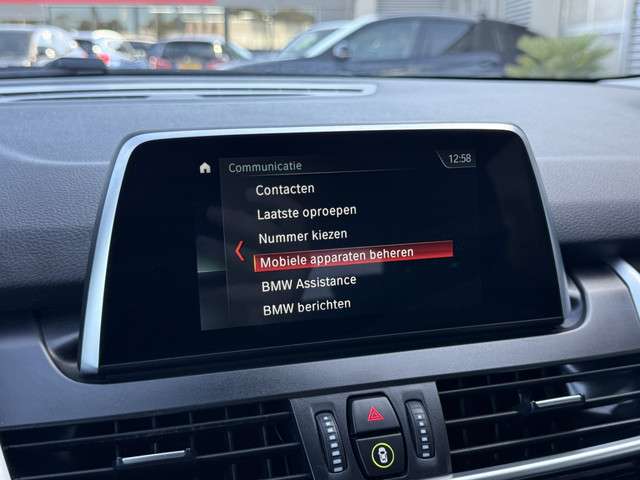 Communicatie
12:58
Contacten
Laatste oproepen
Nummer kiezen
Mobiele apparaten beheren
BMW Assistance
BMW berichten